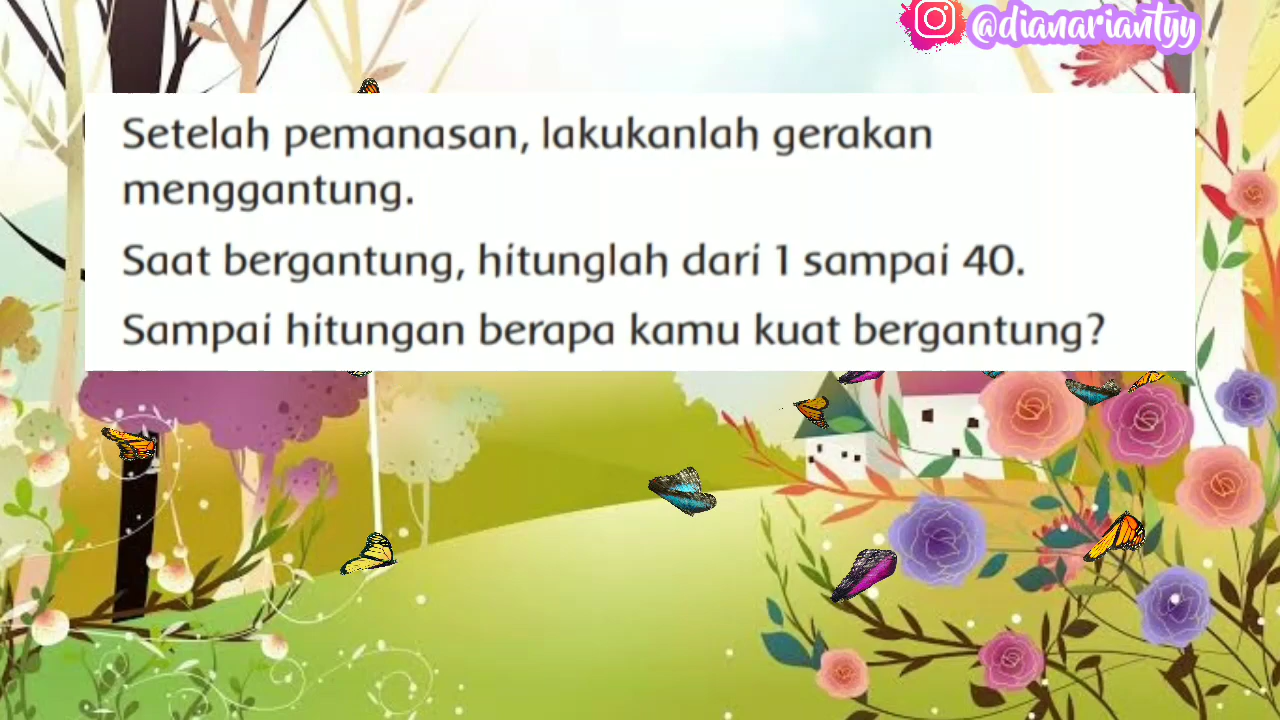 @dianariantyy
Setelah pemanasan, lakukanlah gerakan
menggantung.
Saat bergantung, hitunglah dari 1 sampai 40.
Sampai hitungan berapa kamu kuat bergantung?